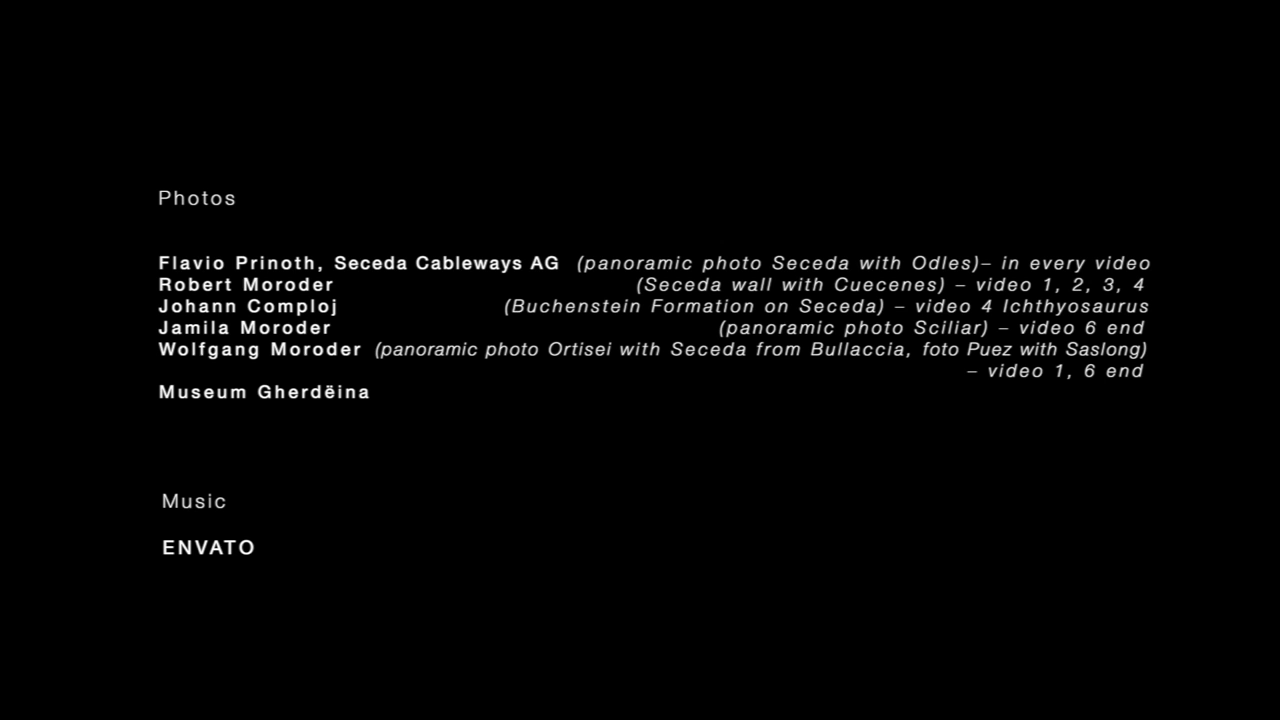 Photos
Flavio Prinoth, Seceda Cableways AG (panoramic photo Seceda with Odles)– in every video
Robert Moroder (Seceda wall with Cuecenes) – video 1, 2, 3, 4
Johann Comploj (Buchenstein Formation on Seceda) – video 4 Ichthyosaurus
Jamila Moroder (panoramic photo Sciliar) – video 6 end
Wolfgang Moroder (panoramic photo Ortisei with Seceda from Bullaccia, foto Puez with Saslong)
– video 1, 6 end
Museum Gherdëina
Music
ENVATO